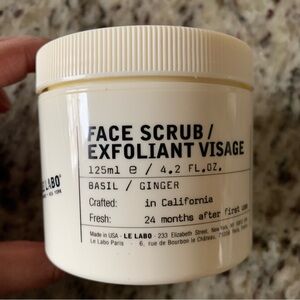 FACE SCRUB /
EXFOLIANT VISAGE
125ml e / 4.2 FL.OZ.
LE LABO
BASIL / GINGER
Crafted: in California
Fresh: 24 months after first use
Made in USA - LE LABO - 233 Elizabeth Street, New York,
Le Labo Paris - 6, rue de Bourbon le Château,